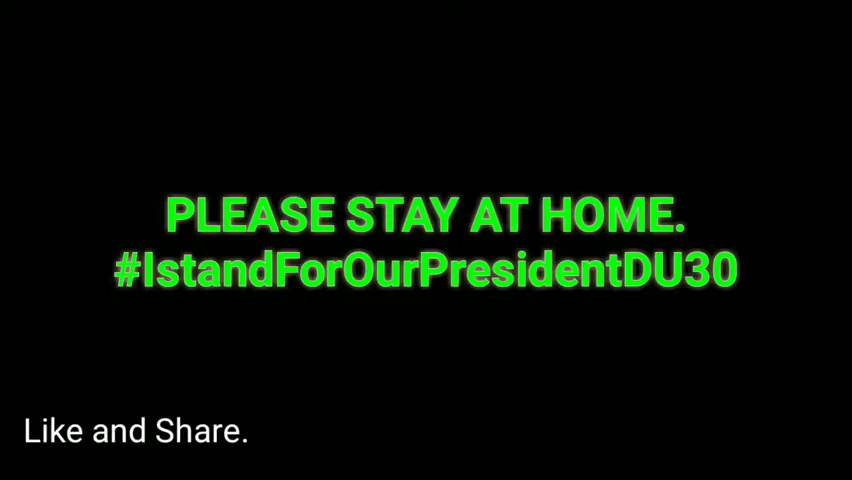 PLEASE STAY AT HOME.
#IstandForOurPresidentDU30
Like and Share.